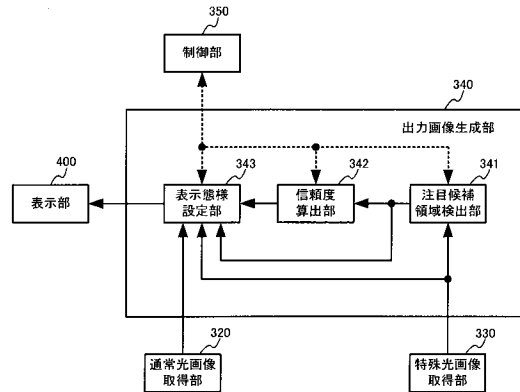 350
制御部
340
出力画像生成部
400
表示部
343
表示態様
設定部
342
信頼度
算出部
341
注目候補
領域検出部
320
通常光画像
取得部
330
特殊光画像
取得部